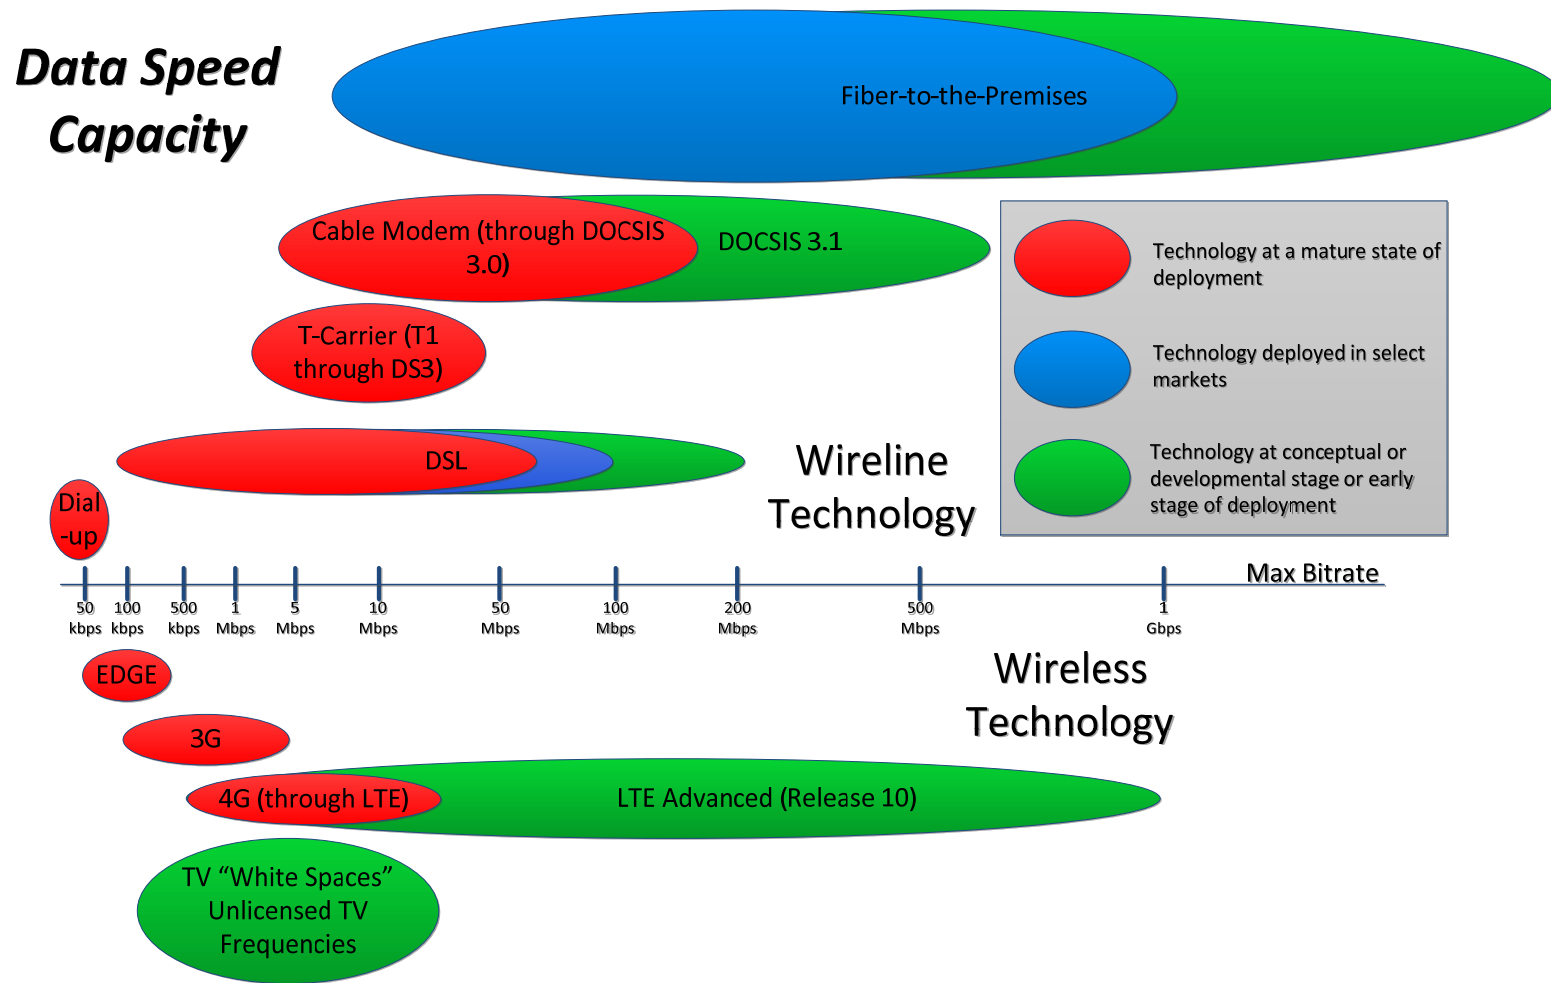 Data Speed
Capacity
Fiber-to-the-Premises
Cable Modem (through DOCSIS
3.0)
DOCSIS 3.1
T-Carrier (T1
through DS3)
DSL
Dial
-up
Technology at a mature state of
deployment
Technology deployed in select
markets
Technology at conceptual or
developmental stage or early
stage of deployment
Wireline
Technology
Max Bitrate
50
kbps
100
kbps
500
kbps
1
Mbps
5
Mbps
10
Mbps
50
Mbps
100
Mbps
200
Mbps
500
Mbps
1
Gbps
Wireless
Technology
EDGE
3G
4G (through LTE)
LTE Advanced (Release 10)
TV “White Spaces”
Unlicensed TV
Frequencies